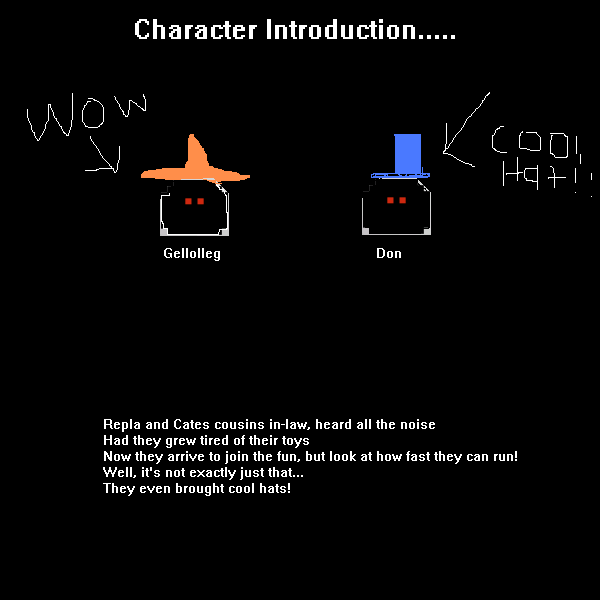 Character Introduction.....
WOW
COOl
HAt!!
Gellolleg
Don
Repla and Cates cousins in-law, heard all the noise
Had they grew tired of their toys
Now they arrive to join the fun, but look at how fast they can run!
Well, it's not exactly just that...
They even brought cool hats!